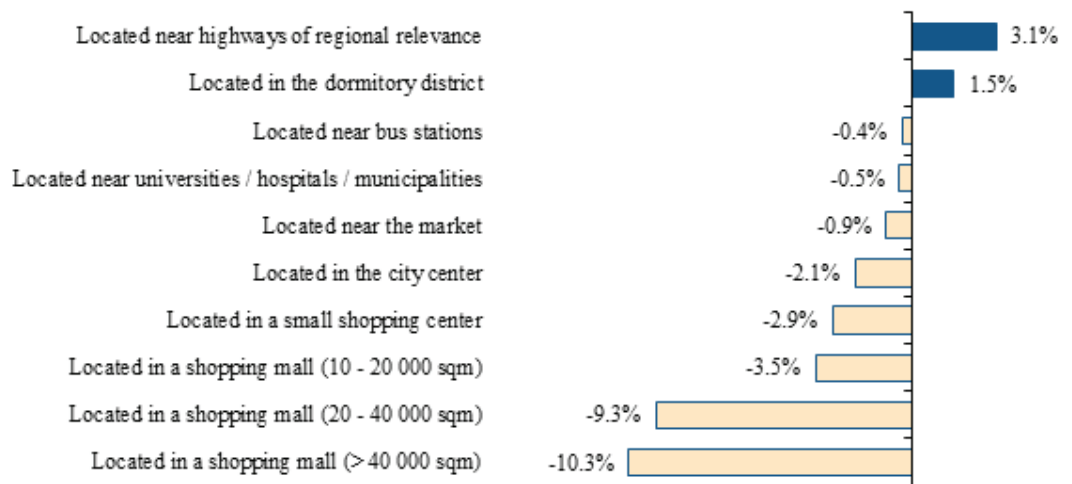 Located near highways of regional relevance 3.1%
Located in the dormitory district 1.5%
Located near bus stations -0.4%
Located near universities / hospitals / municipalities -0.5%
Located near the market -0.9%
Located in the city center -2.1%
Located in a small shopping center -2.9%
Located in a shopping mall (10 - 20 000 sqm) -3.5%
Located in a shopping mall (20 - 40 000 sqm) -9.3%
Located in a shopping mall (> 40 000 sqm) -10.3%